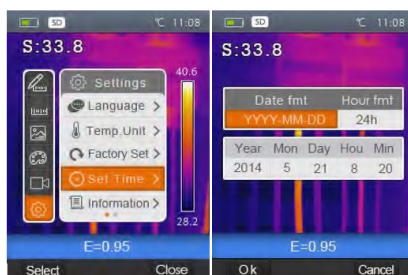 SD °C 11:08
S:33.8
40.6
Settings
Language >
Temp.Unit >
Factory Set >
Set Time >
Information >
28.2
E=0.95
Select Close
SD °C 11:08
S:33.8
Date fmt Hour fmt
YYYY-MM-DD 24h
Year Mon Day Hou Min
2014 5 21 8 20
E=0.95
Ok Cancel